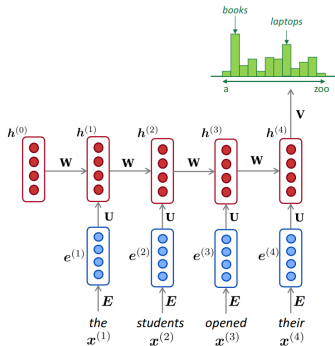 books
laptops
a zoo
V
h^(0) h^(1) h^(2) h^(3) h^(4)
W W W W
U U U U
e^(1) e^(2) e^(3) e^(4)
E E E E
the students opened their
x^(1) x^(2) x^(3) x^(4)